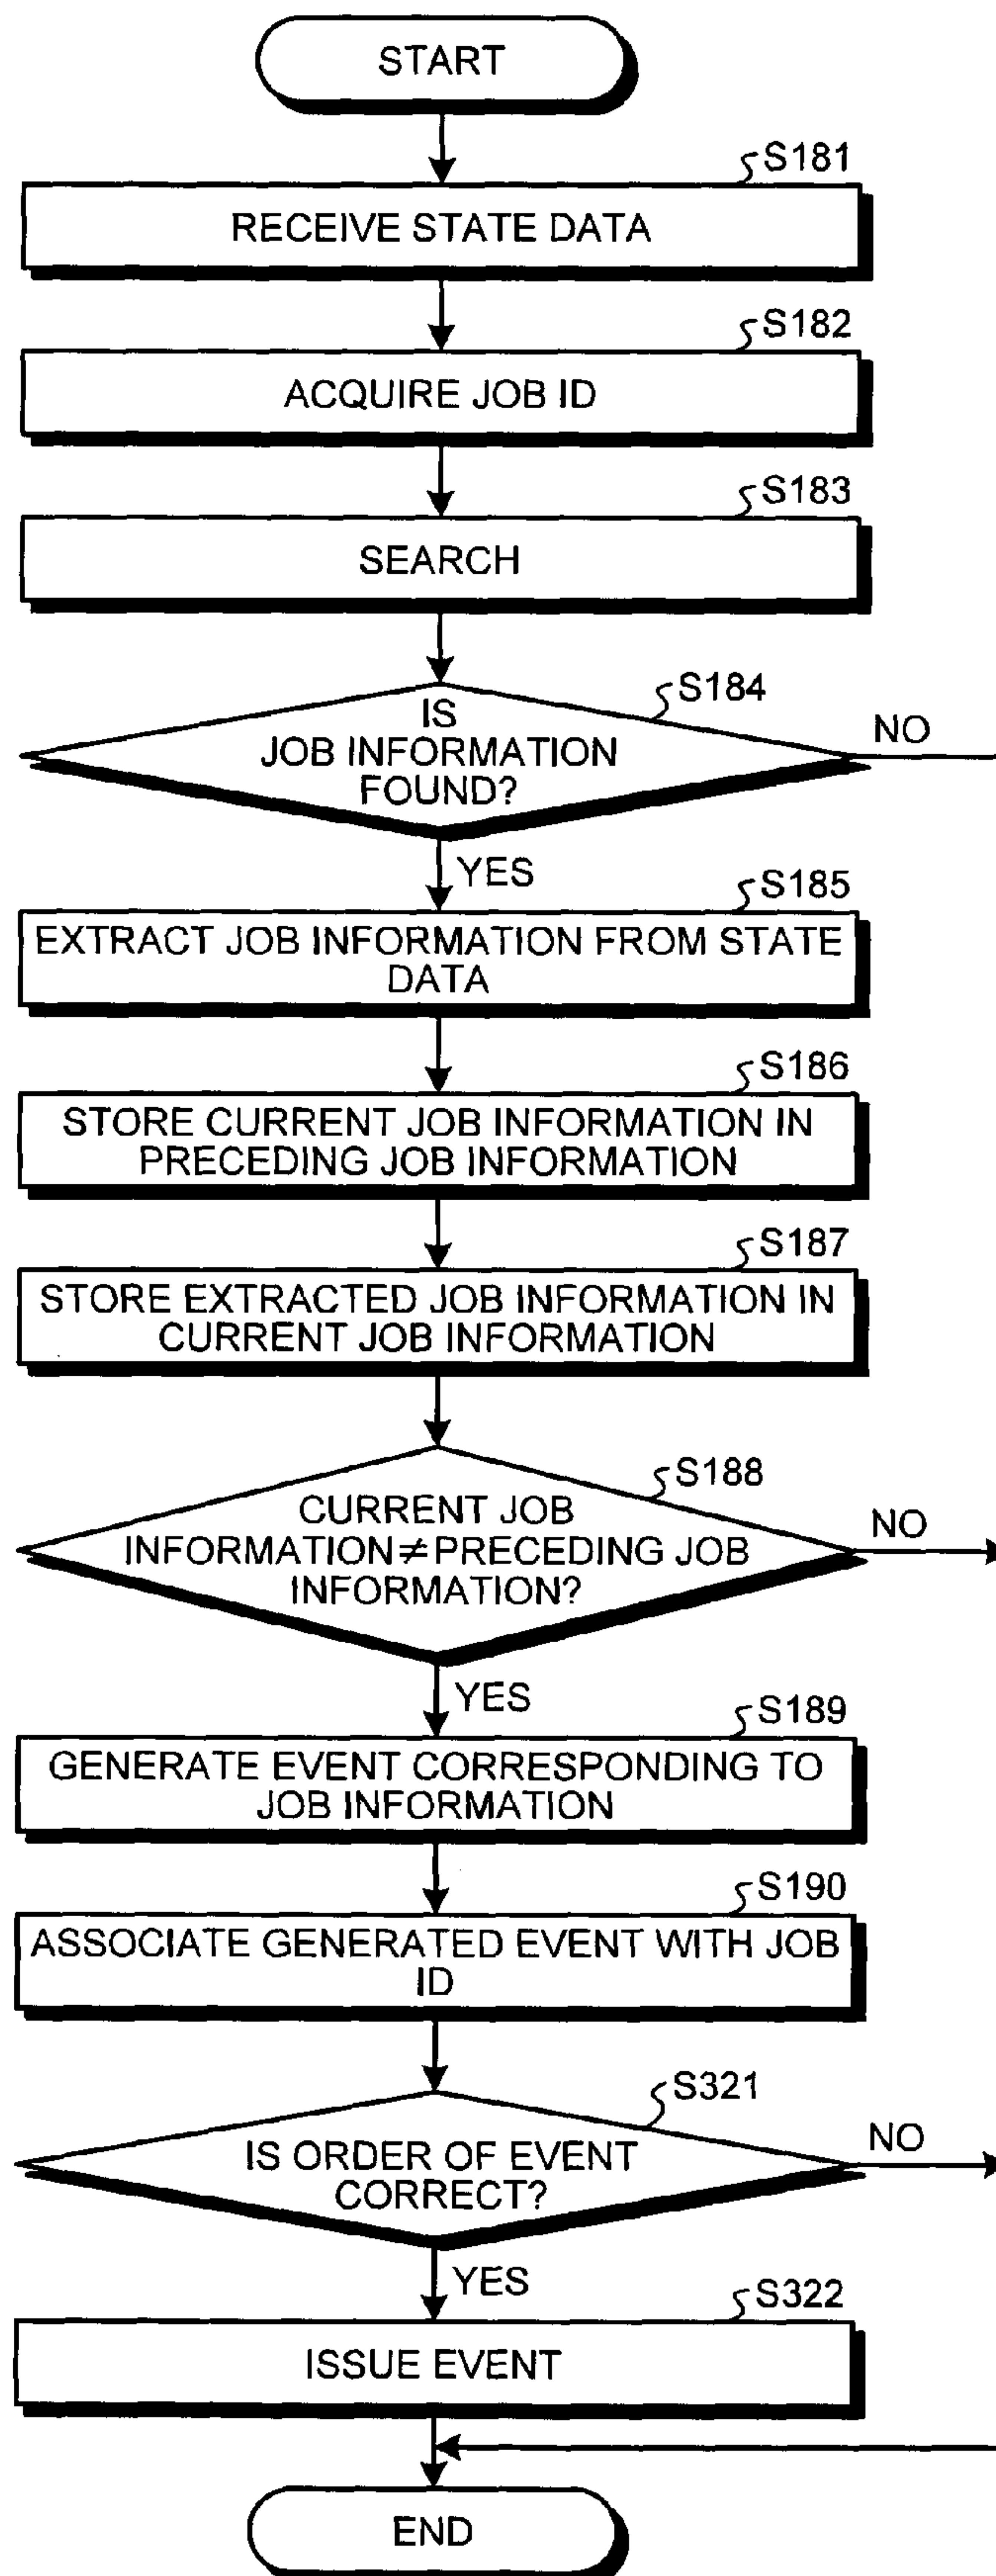 START
S181
RECEIVE STATE DATA
S182
ACQUIRE JOB ID
S183
SEARCH
S184
IS
JOB INFORMATION
FOUND?
NO
YES
S185
EXTRACT JOB INFORMATION FROM STATE
DATA
S186
STORE CURRENT JOB INFORMATION IN
PRECEDING JOB INFORMATION
S187
STORE EXTRACTED JOB INFORMATION IN
CURRENT JOB INFORMATION
S188
CURRENT JOB
INFORMATION≠PRECEDING JOB
INFORMATION?
NO
YES
S189
GENERATE EVENT CORRESPONDING TO
JOB INFORMATION
S190
ASSOCIATE GENERATED EVENT WITH JOB
ID
S321
IS ORDER OF EVENT
CORRECT?
NO
YES
S322
ISSUE EVENT
END